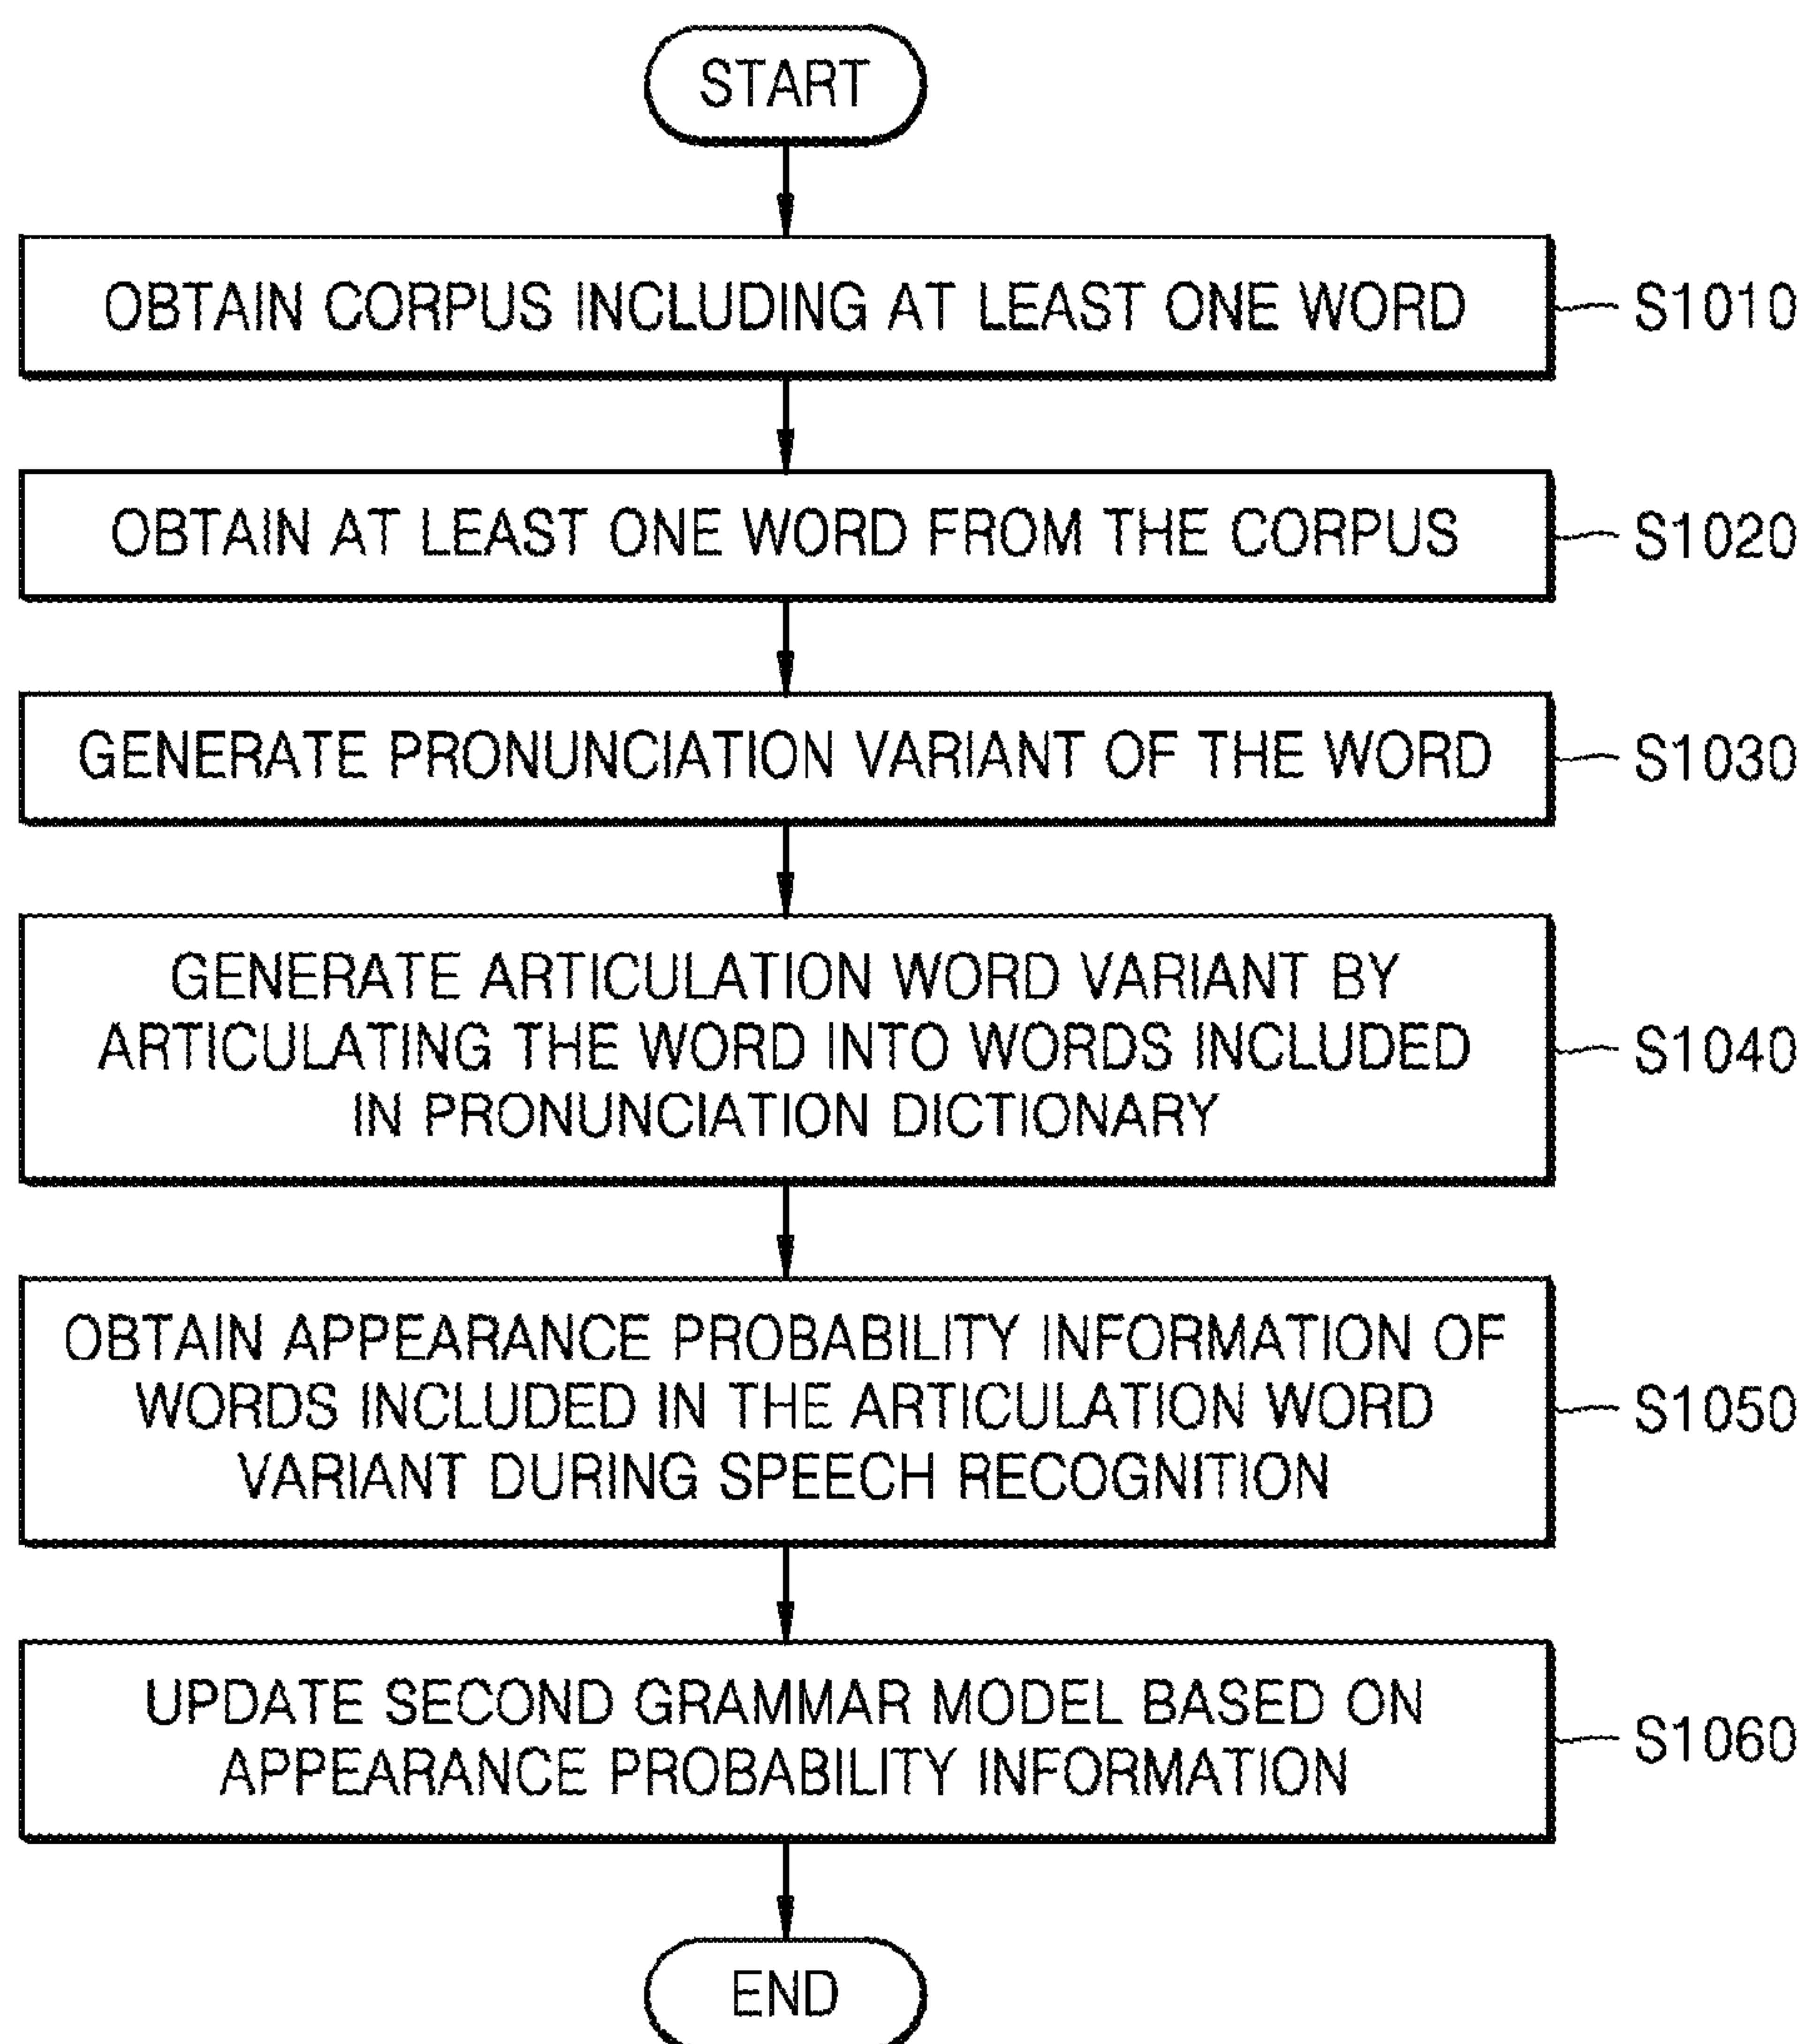 START
OBTAIN CORPUS INCLUDING AT LEAST ONE WORD
S1010
OBTAIN AT LEAST ONE WORD FROM THE CORPUS
S1020
GENERATE PRONUNCIATION VARIANT OF THE WORD
S1030
GENERATE ARTICULATION WORD VARIANT BY
ARTICULATING THE WORD INTO WORDS INCLUDED
IN PRONUNCIATION DICTIONARY
S1040
OBTAIN APPEARANCE PROBABILITY INFORMATION OF
WORDS INCLUDED IN THE ARTICULATION WORD
VARIANT DURING SPEECH RECOGNITION
S1050
UPDATE SECOND GRAMMAR MODEL BASED ON
APPEARANCE PROBABILITY INFORMATION
S1060
END